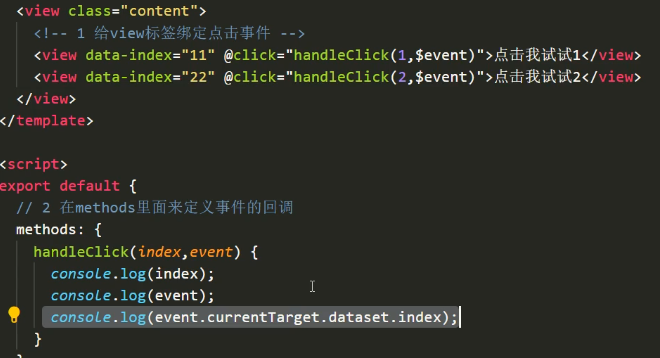 <view class="content">
<!-- 1 给view标签绑定点击事件 -->
<view data-index="11" @click="handleClick(1,$event)">点击我试试1</view>
<view data-index="22" @click="handleClick(2,$event)">点击我试试2</view>
</view>
</template>
<script>
export default {
// 2 在methods里面来定义事件的回调
methods: {
handleClick(index,event) {
console.log(index);
console.log(event);
console.log(event.currentTarget.dataset.index);
}